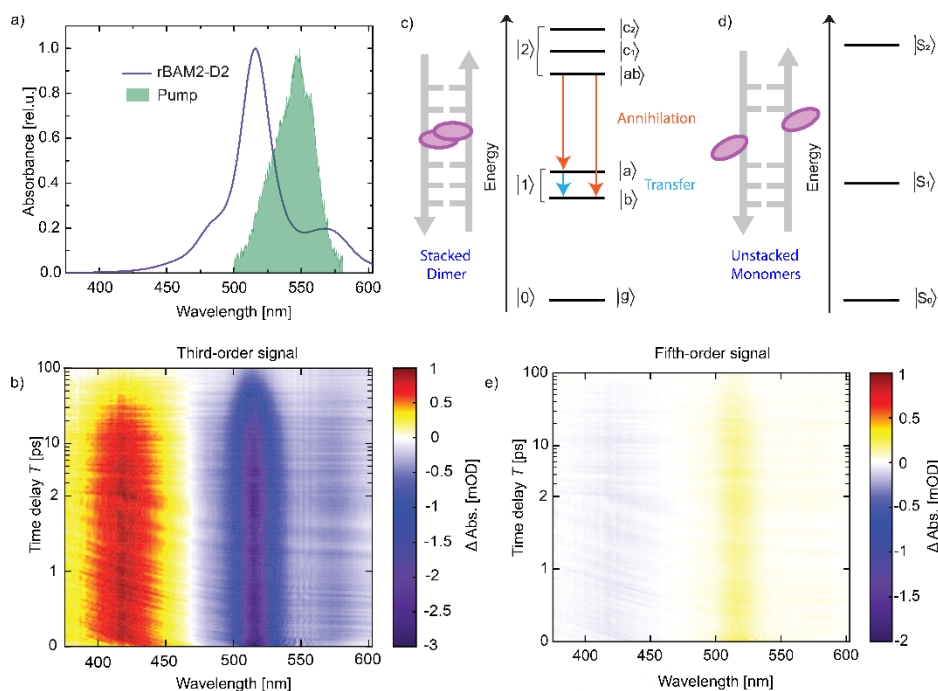 a)
Absorbance [rel.u.]
1.0
0.8
0.6
0.4
0.2
0.0
rBAM2-D2
Pump
400
450
500
550
600
Wavelength [nm]
c)
Stacked
Dimer
Energy
|2⟩
|c₂⟩
|c₁⟩
|ab⟩
Annihilation
|1⟩
|a⟩
Transfer
|b⟩
|0⟩
|g⟩
d)
Unstacked
Monomers
Energy
|S₂⟩
|S₁⟩
|S₀⟩
b)
Third-order signal
Time delay T [ps]
100
10
2
1
0
400
450
500
550
600
Wavelength [nm]
1
0.5
0
-0.5
-1
-1.5
-2
-2.5
-3
Δ Abs. [mOD]
e)
Fifth-order signal
Time delay T [ps]
100
10
2
1
0
400
450
500
550
600
Wavelength [nm]
1
0.5
0
-0.5
-1
-1.5
-2
Δ Abs. [mOD]